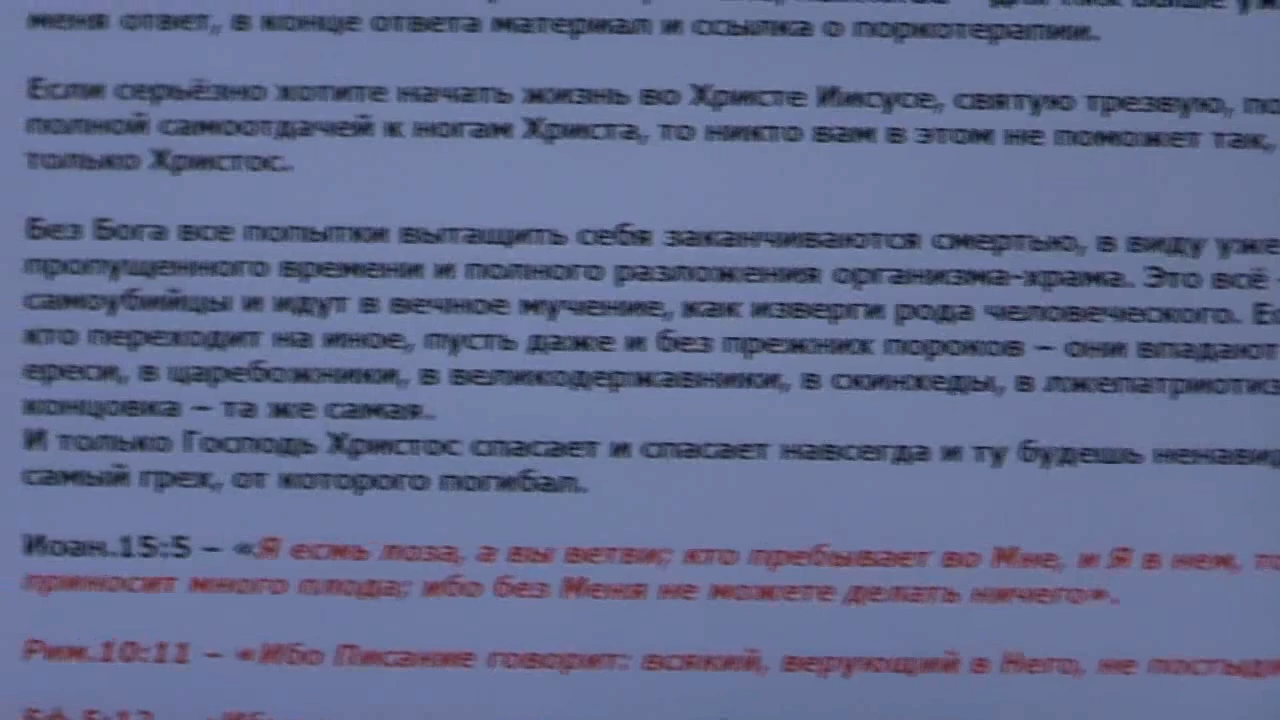 меня ответ, в конце ответа материал и ссылка о поркотерапии.
Если серьёзно хотите начать жизнь во Христе Иисусе, святую трезвую,
полной самоотдачей к ногам Христа, то никто вам в этом не поможет так,
только Христос.
Без Бога все попытки вытащить себя заканчиваются смертью, в виду уже
пропущенного времени и полного разложения организма-храма. Это всё
самоубийцы и идут в вечное мучение, как изверги рода человеческого.
кто переходит на иное, пусть даже и без прежних пороков – они впадают
ереси, в царебожники, в великодержавники, в скинхеды, в
концовка – та же самая.
И только Господь Христос спасает и спасает навсегда и ту будешь
самый грех, от которого погибал.
Иоан.15:5 – «Я есмь лоза, а вы ветви; кто пребывает во Мне, и Я в нем,
приносит много плода; ибо без Меня не можете делать ничего».
Рим.10:11 – «Ибо Писание говорит: всякий, верующий в Него, не